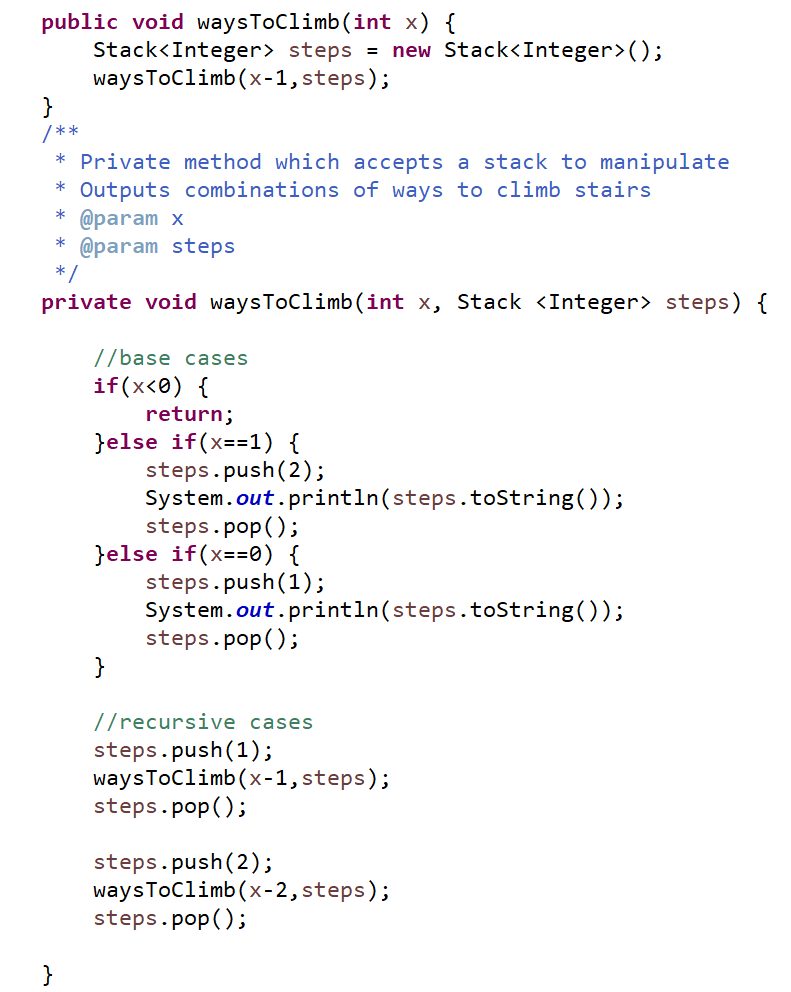 public void waysToClimb(int x) {
    Stack<Integer> steps = new Stack<Integer>();
    waysToClimb(x-1,steps);
}
/**
 * Private method which accepts a stack to manipulate
 * Outputs combinations of ways to climb stairs
 * @param x
 * @param steps
 */
private void waysToClimb(int x, Stack <Integer> steps) {

    //base cases
    if(x<0) {
        return;
    }else if(x==1) {
        steps.push(2);
        System.out.println(steps.toString());
        steps.pop();
    }else if(x==0) {
        steps.push(1);
        System.out.println(steps.toString());
        steps.pop();
    }

    //recursive cases
    steps.push(1);
    waysToClimb(x-1,steps);
    steps.pop();

    steps.push(2);
    waysToClimb(x-2,steps);
    steps.pop();

}